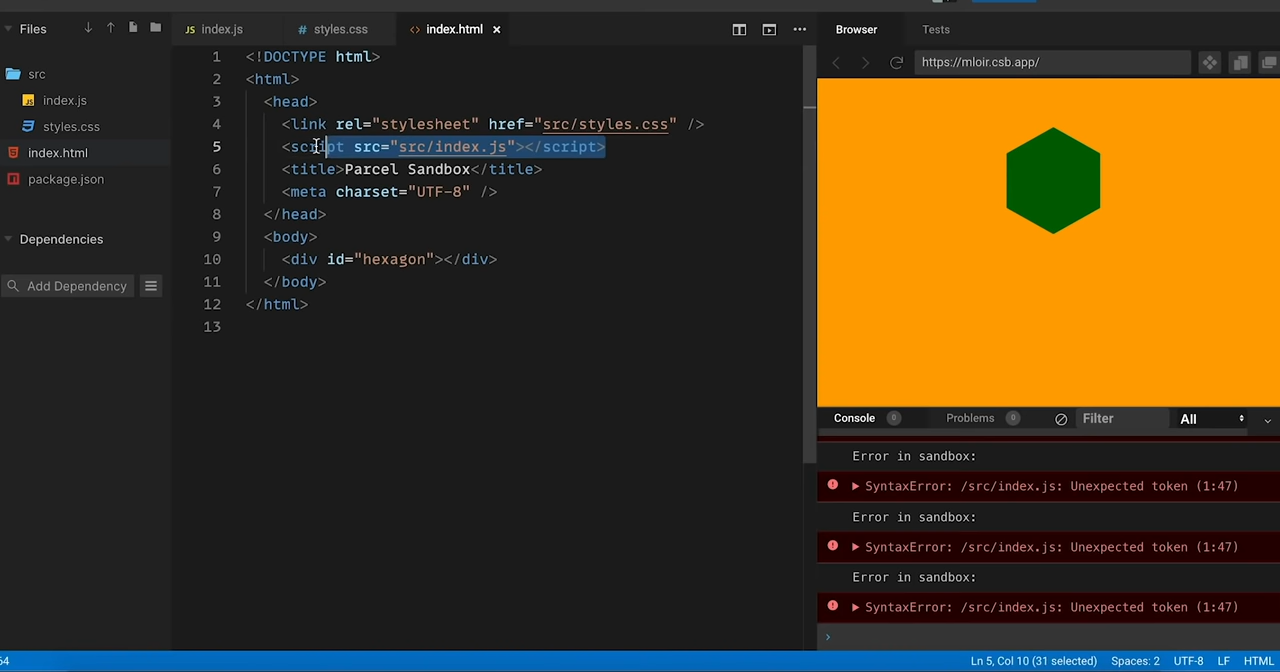 Files
src
index.js
styles.css
index.html
package.json
Dependencies
Add Dependency
index.js
styles.css
index.html
1 <!DOCTYPE html>
2 <html>
3 <head>
4 <link rel="stylesheet" href="src/styles.css" />
5 <script src="src/index.js"></script>
6 <title>Parcel Sandbox</title>
7 <meta charset="UTF-8" />
8 </head>
9 <body>
10 <div id="hexagon"></div>
11 </body>
12 </html>
13
Browser Tests
https://mloir.csb.app/
Console 0 Problems 0 Filter All
Error in sandbox:
SyntaxError: /src/index.js: Unexpected token (1:47)
Error in sandbox:
SyntaxError: /src/index.js: Unexpected token (1:47)
Error in sandbox:
SyntaxError: /src/index.js: Unexpected token (1:47)
64 Ln 5, Col 10 (31 selected) Spaces: 2 UTF-8 LF HTML